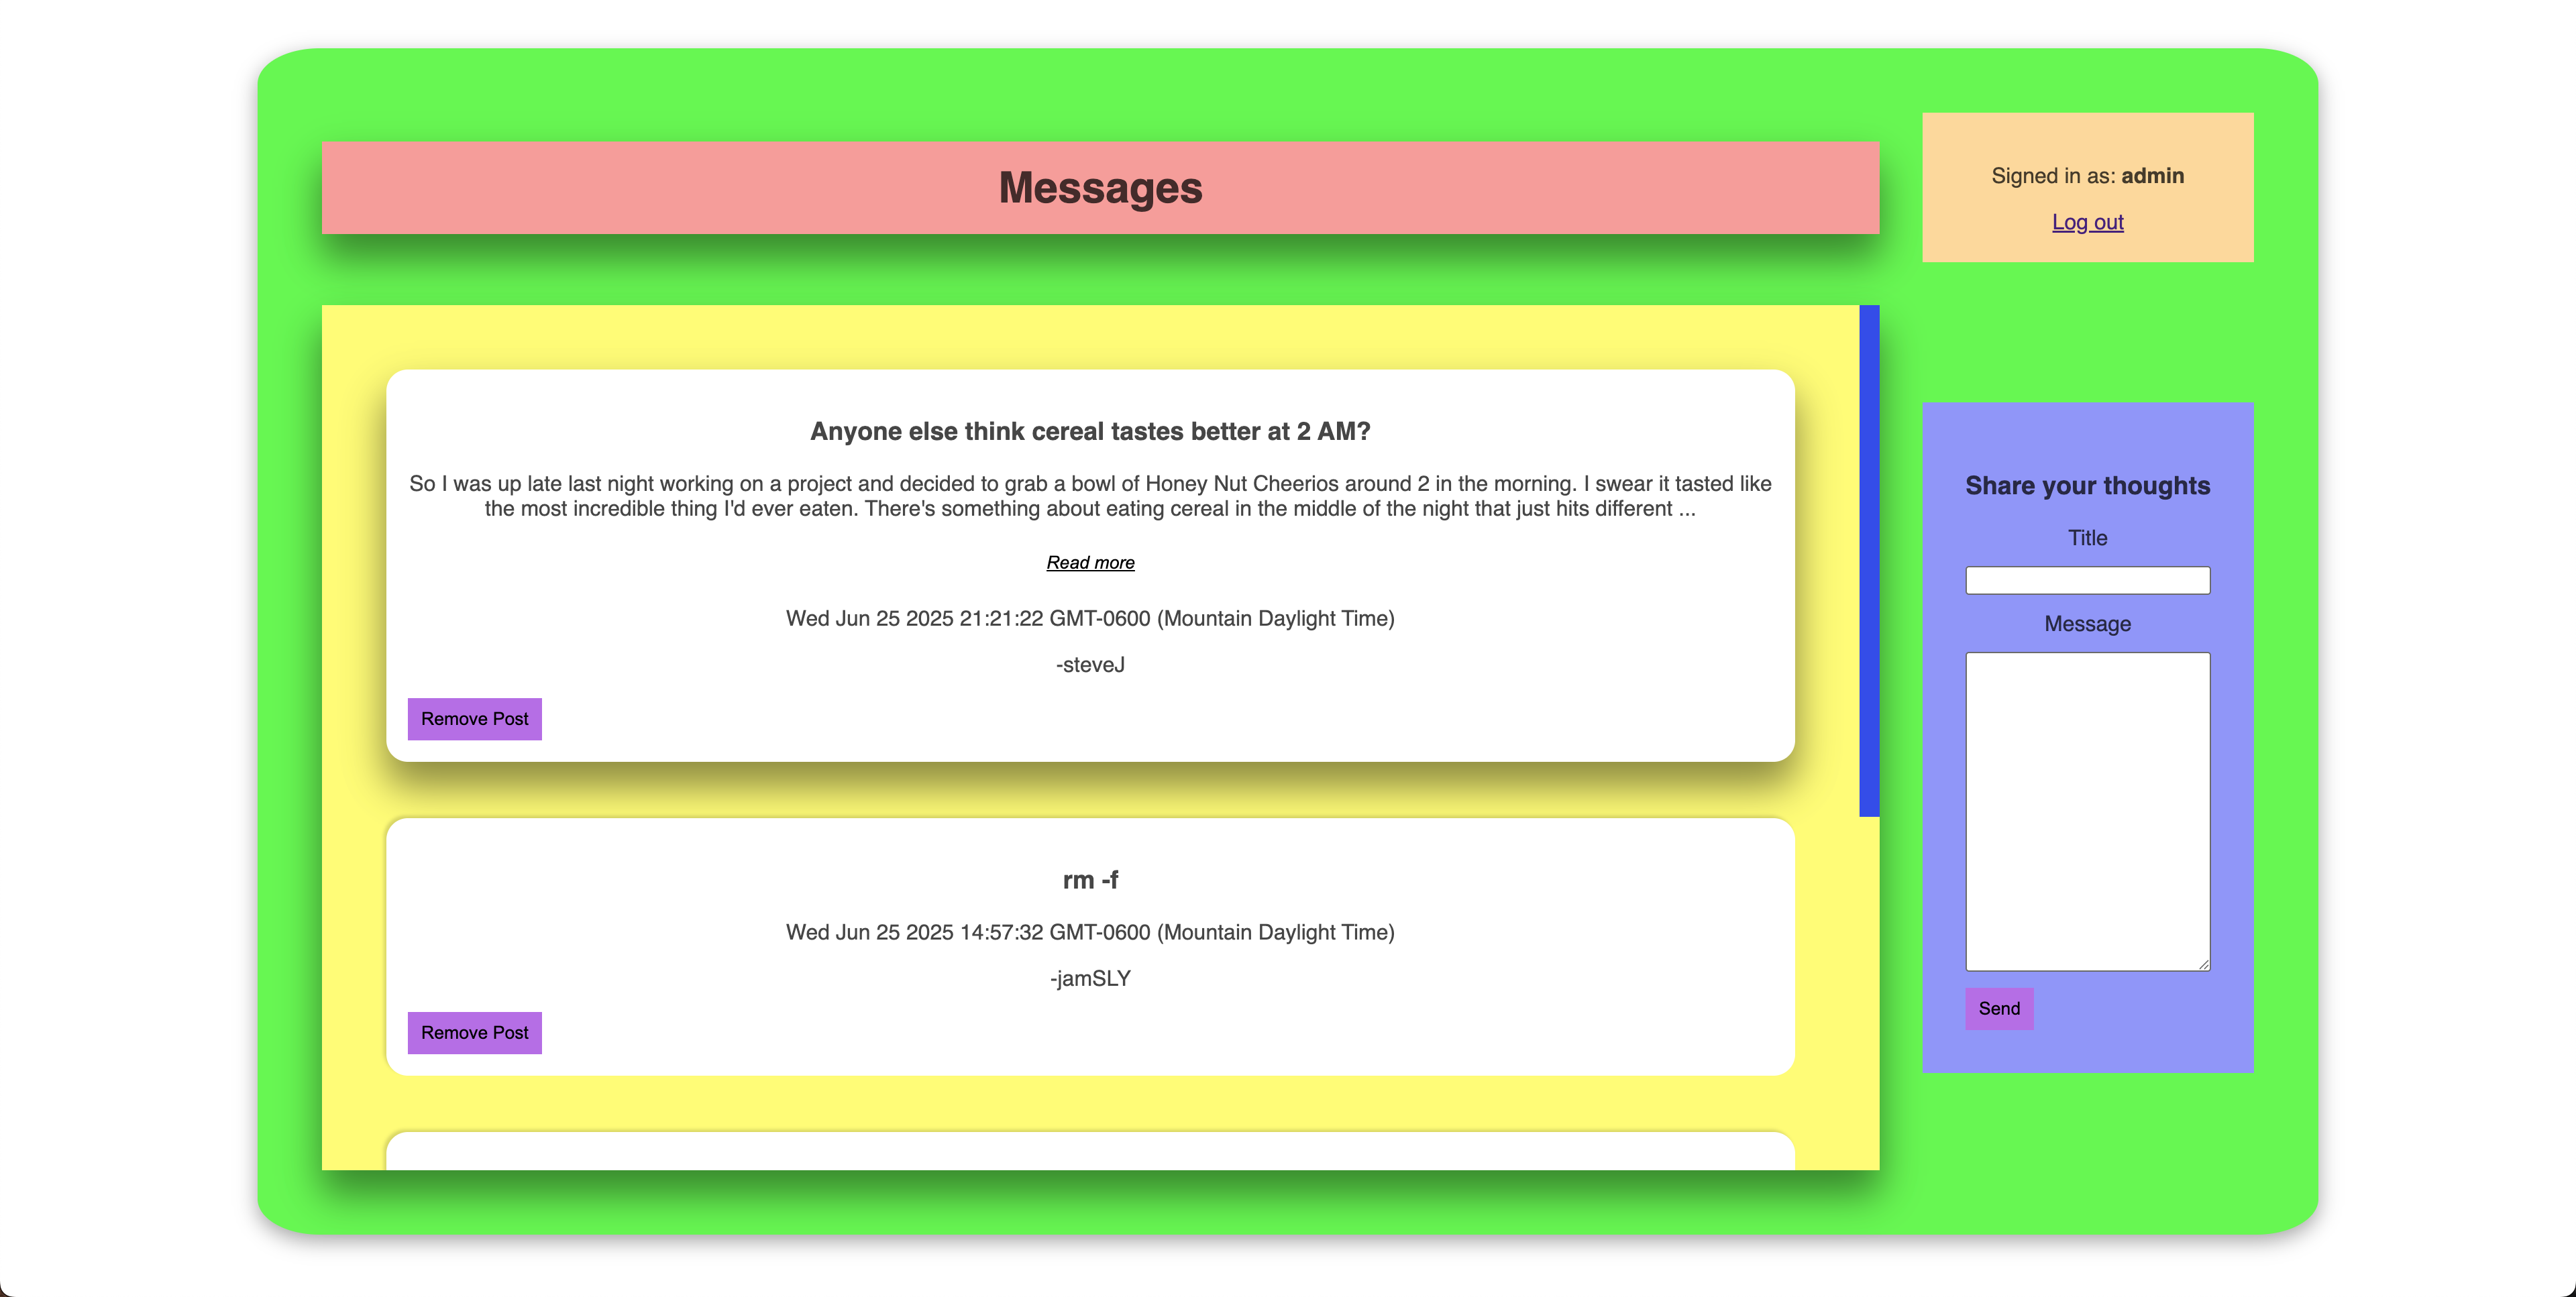 Messages
Signed in as: admin
Log out
Anyone else think cereal tastes better at 2 AM?
So I was up late last night working on a project and decided to grab a bowl of Honey Nut Cheerios around 2 in the morning. I swear it tasted like
the most incredible thing I'd ever eaten. There's something about eating cereal in the middle of the night that just hits different ...
Read more
Wed Jun 25 2025 21:21:22 GMT-0600 (Mountain Daylight Time)
-steveJ
Remove Post
rm -f
Wed Jun 25 2025 14:57:32 GMT-0600 (Mountain Daylight Time)
-jamSLY
Remove Post
Share your thoughts
Title
Message
Send